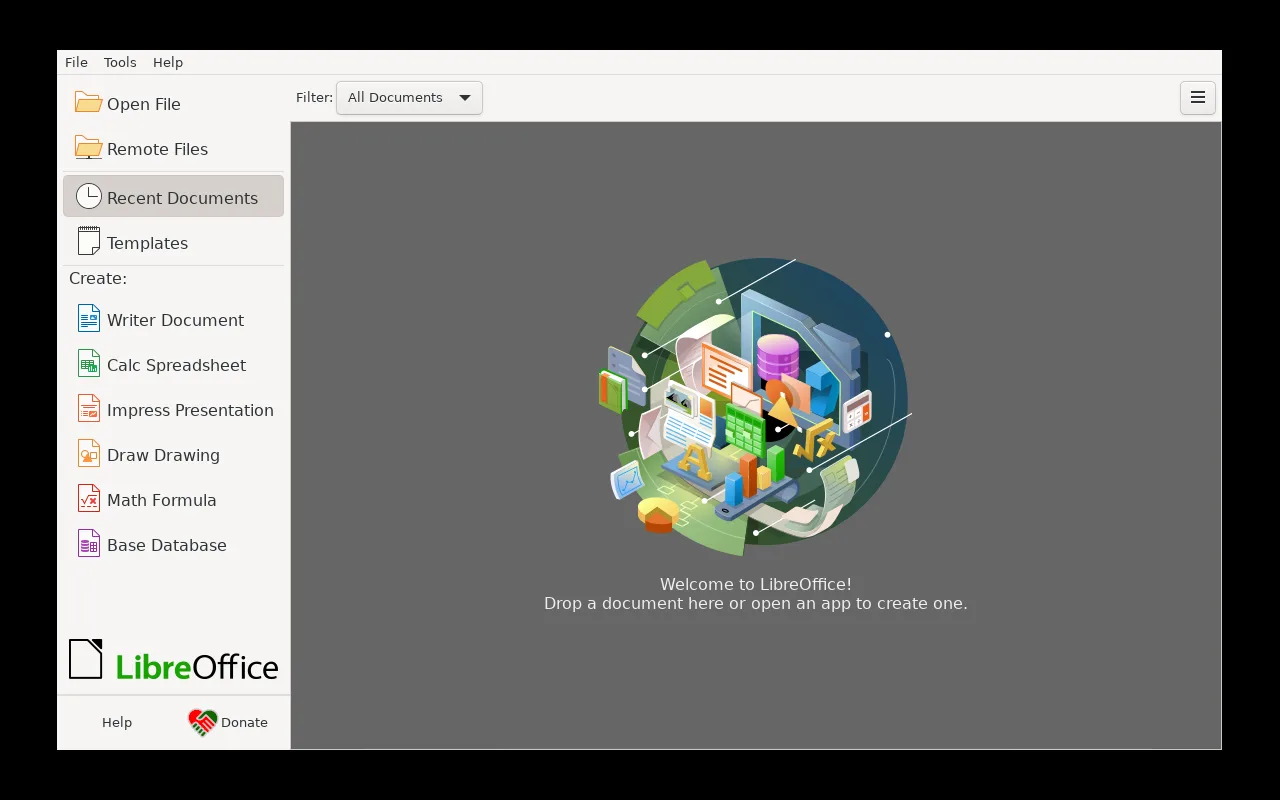 File Tools Help
Open File
Remote Files
Recent Documents
Templates
Create:
Writer Document
Calc Spreadsheet
Impress Presentation
Draw Drawing
Math Formula
Base Database
LibreOffice
Help Donate
Filter: All Documents
Welcome to LibreOffice!
Drop a document here or open an app to create one.